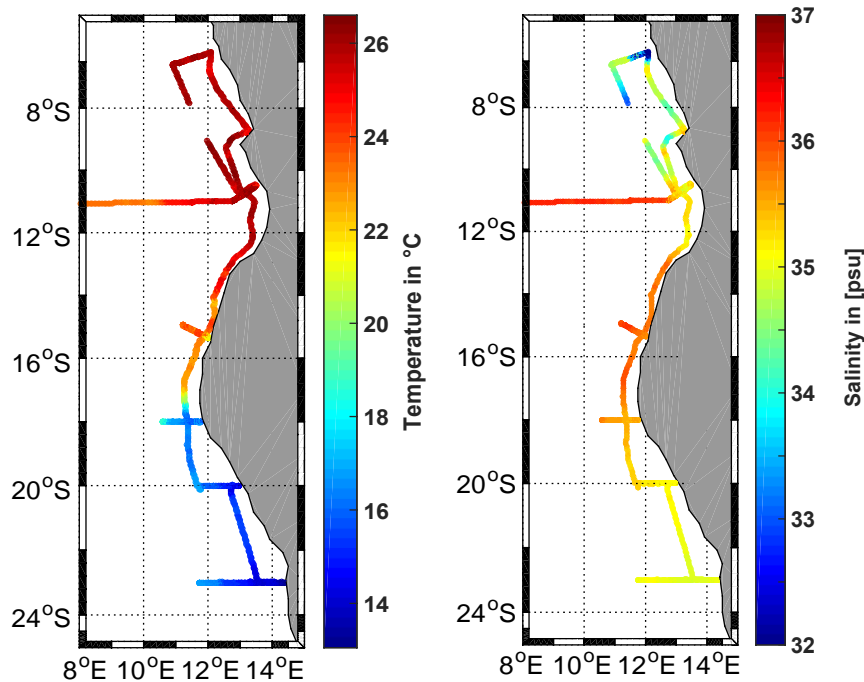 8°S
12°S
16°S
20°S
24°S
8°E 10°E 12°E 14°E
26
24
22
20
18
16
14
Temperature in °C
8°S
12°S
16°S
20°S
24°S
8°E 10°E 12°E 14°E
37
36
35
34
33
32
Salinity in [psu]